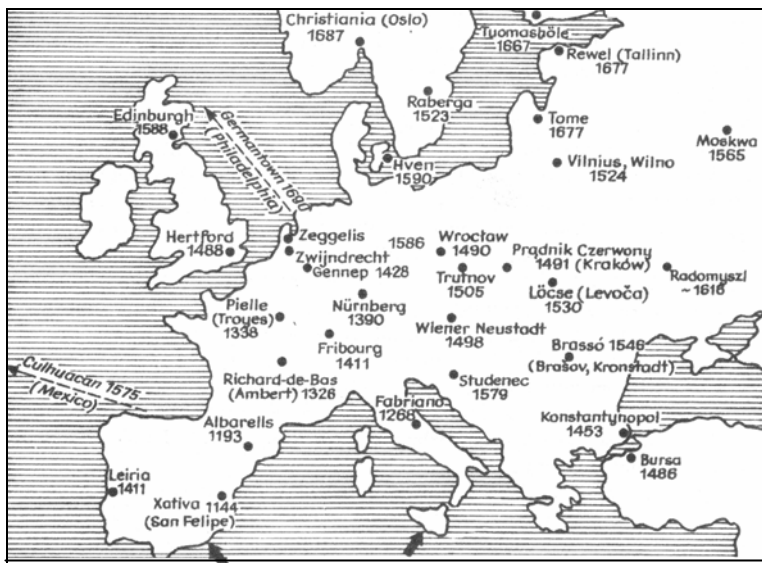 Christiania (Oslo)
1687
Tuomasböle
1667
Rewel (Tallinn)
1677
Edinburgh
1588
Germantown 1690
(Philadelphia)
Raberga
1523
Tome
1677
Moskwa
1565
Hven
1590
Vilnius, Wilno
1524
Hertford
1488
Zeggelis
1586
Zwijndrecht
Gennep 1428
Wrocław
1490
Trutnov
1505
Prądnik Czerwony
1491 (Kraków)
Radomyszl
~ 1616
Löcse (Levoča)
1530
Pielle
(Troyes)
1338
Nürnberg
1390
Fribourg
1411
Wiener Neustadt
1498
Brassó 1546
(Brașov, Kronstadt)
Culhuacán 1575
(Mexico)
Richard-de-Bas
(Ambert) 1326
Studenec
1579
Fabriano
1268
Albarells
1193
Konstantynopol
1453
Bursa
1486
Leiria
1411
Xativa 1144
(San Felipe)